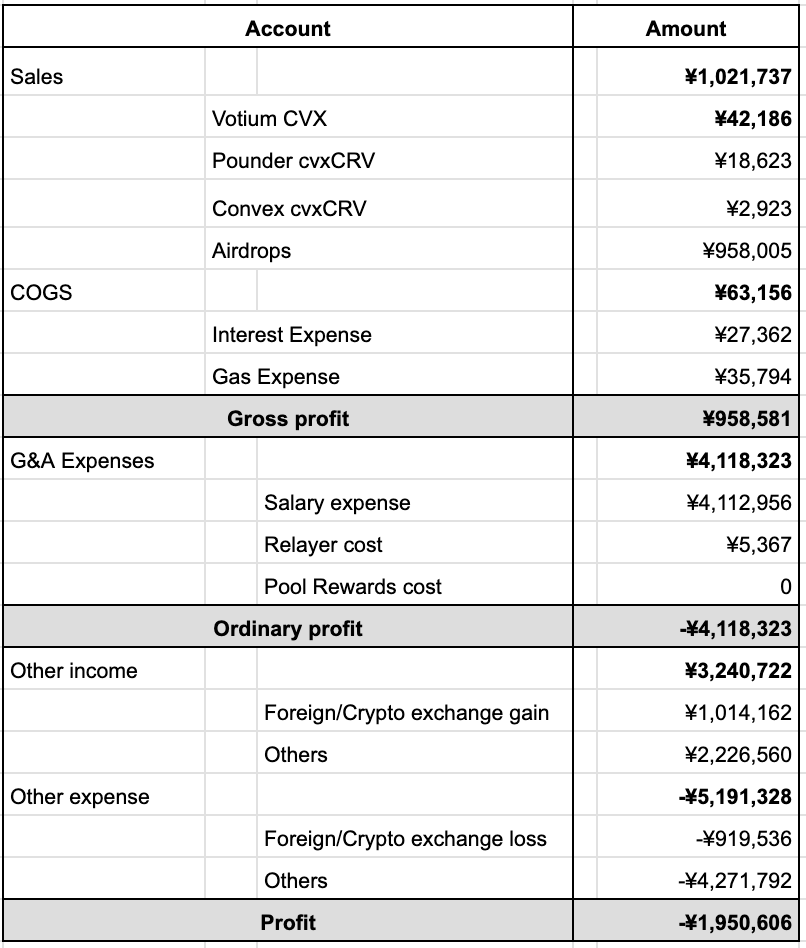 Account Amount
Sales ¥1,021,737
Votium CVX ¥42,186
Pounder cvxCRV ¥18,623
Convex cvxCRV ¥2,923
Airdrops ¥958,005
COGS ¥63,156
Interest Expense ¥27,362
Gas Expense ¥35,794
Gross profit ¥958,581
G&A Expenses ¥4,118,323
Salary expense ¥4,112,956
Relayer cost ¥5,367
Pool Rewards cost 0
Ordinary profit -¥4,118,323
Other income ¥3,240,722
Foreign/Crypto exchange gain ¥1,014,162
Others ¥2,226,560
Other expense -¥5,191,328
Foreign/Crypto exchange loss -¥919,536
Others -¥4,271,792
Profit -¥1,950,606